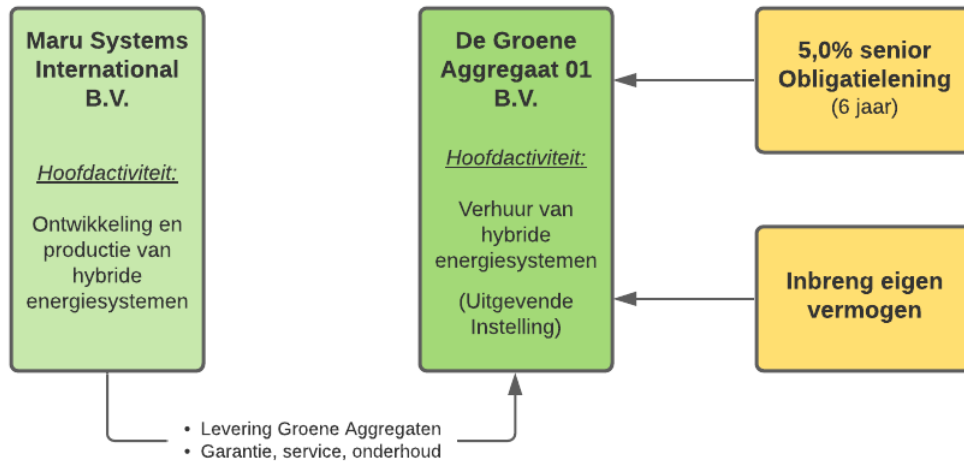 Maru Systems
International
B.V.
Hoofdactiviteit:
Ontwikkeling en
productie van
hybride
energiesystemen
De Groene
Aggregaat 01
B.V.
Hoofdactiviteit:
Verhuur van
hybride
energiesystemen
(Uitgevende
Instelling)
5,0% senior
Obligatielening
(6 jaar)
Inbreng eigen
vermogen
• Levering Groene Aggregaten
• Garantie, service, onderhoud